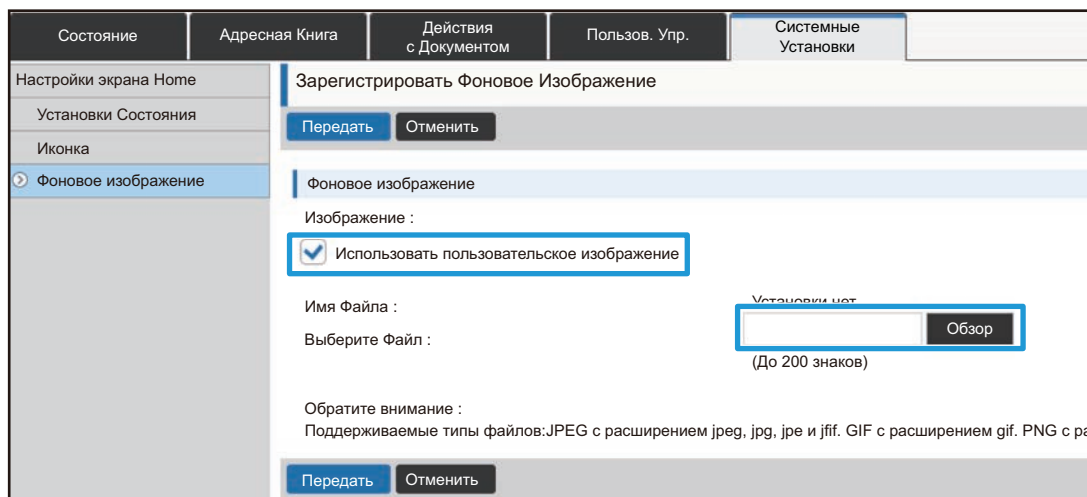 Состояние
Адресная Книга
Действия
с Документом
Пользов. Упр.
Системные
Установки
Настройки экрана Home
Установки Состояния
Иконка
Фоновое изображение
Зарегистрировать Фоновое Изображение
Передать Отменить
Фоновое изображение
Изображение :
Использовать пользовательское изображение
Имя Файла : Установки нет
Выберите Файл : Обзор
(До 200 знаков)
Обратите внимание :
Поддерживаемые типы файлов:JPEG с расширением jpeg, jpg, jpe и jfif. GIF с расширением gif. PNG с ра
Передать Отменить